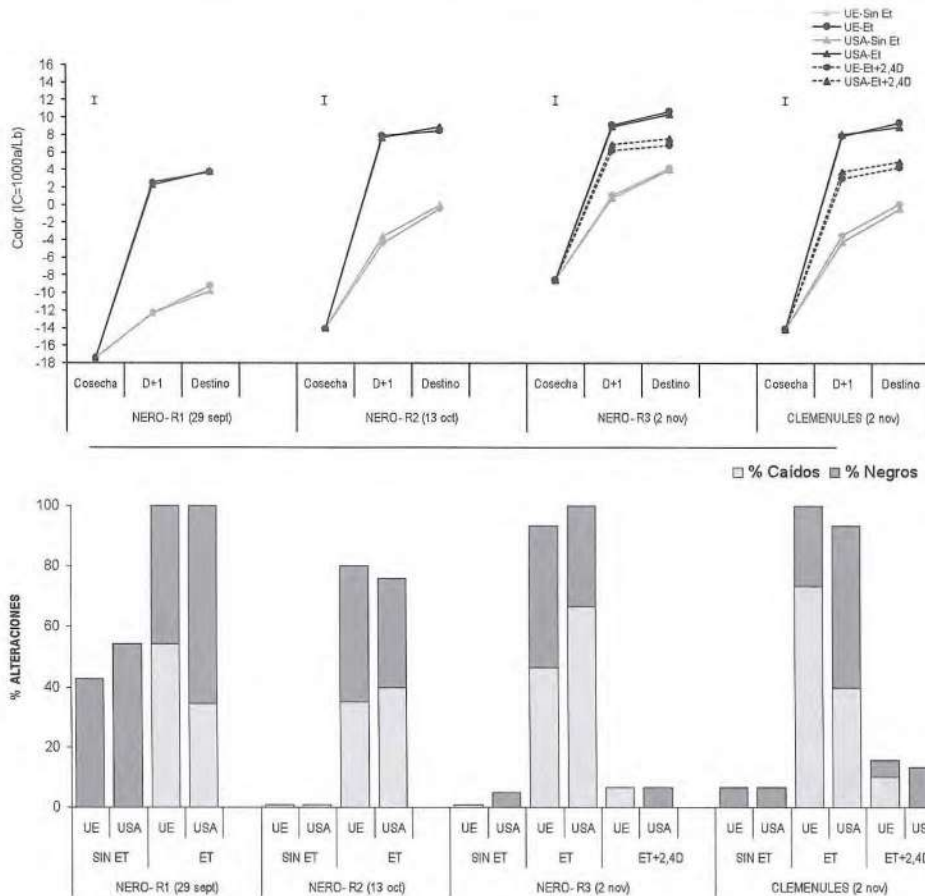 UE-Sin Et
UE-Et
USA-Sin Et
USA-Et
UE-Et+2,4D
USA-Et+2,4D
Color (IC=1000a/Lb)
16
14
12
10
8
6
4
2
0
-2
-4
-6
-8
-10
-12
-14
-16
-18
Cosecha D+1 Destino Cosecha D+1 Destino Cosecha D+1 Destino Cosecha D+1 Destino
NERO-R1 (29 sept) NERO-R2 (13 oct) NERO-R3 (2 nov) CLEMENULES (2 nov)
% Caídos % Negros
% ALTERACIONES
100
80
60
40
20
0
UE USA UE USA UE USA UE USA UE USA UE USA UE USA UE USA UE USA UE
SIN ET ET SIN ET ET SIN ET ET ET+2,4D SIN ET ET ET+2,4D
NERO-R1 (29 sept) NERO-R2 (13 oct) NERO-R3 (2 nov) CLEMENULES (2 nov)